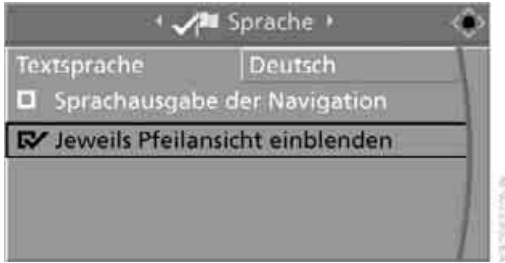 Sprache
Textsprache Deutsch
Sprachausgabe der Navigation
Jeweils Pfeilansicht einblenden